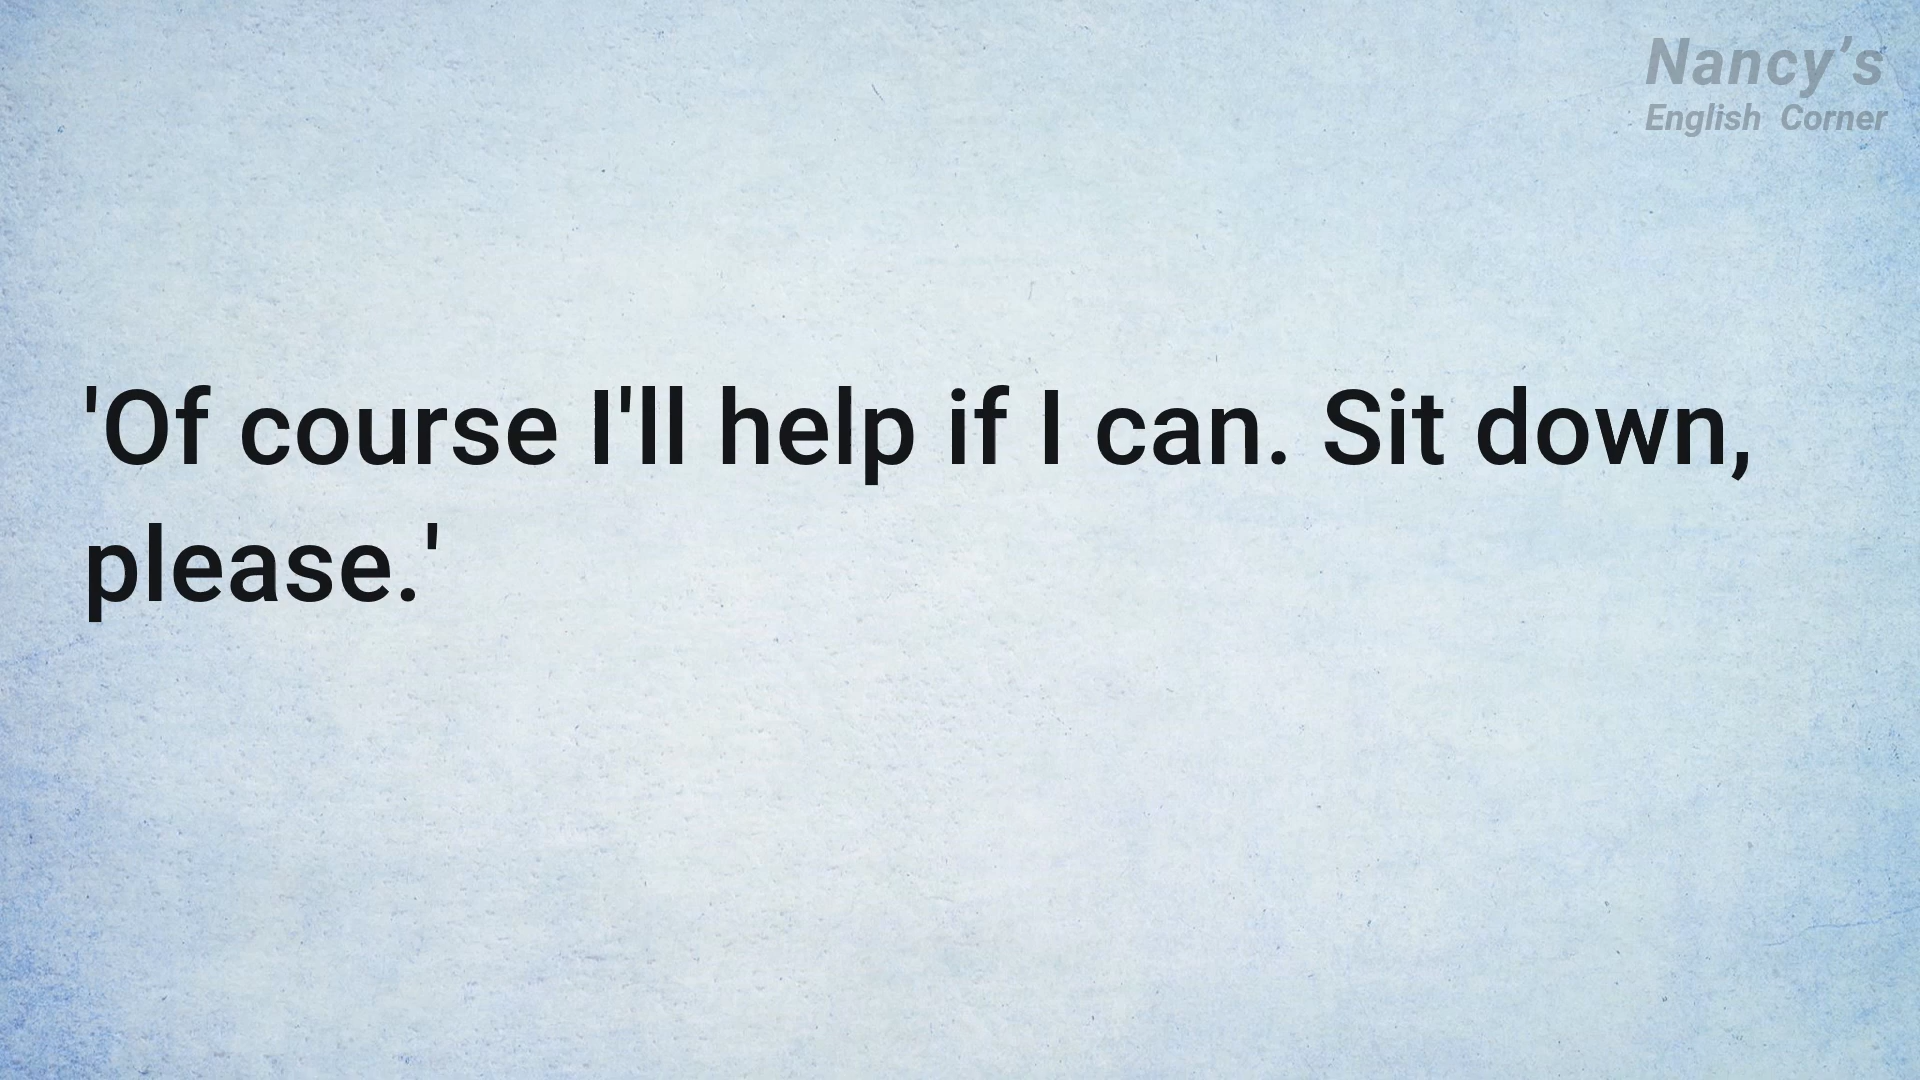 Nancy’s
English Corner
'Of course I'll help if I can. Sit down,
please.'